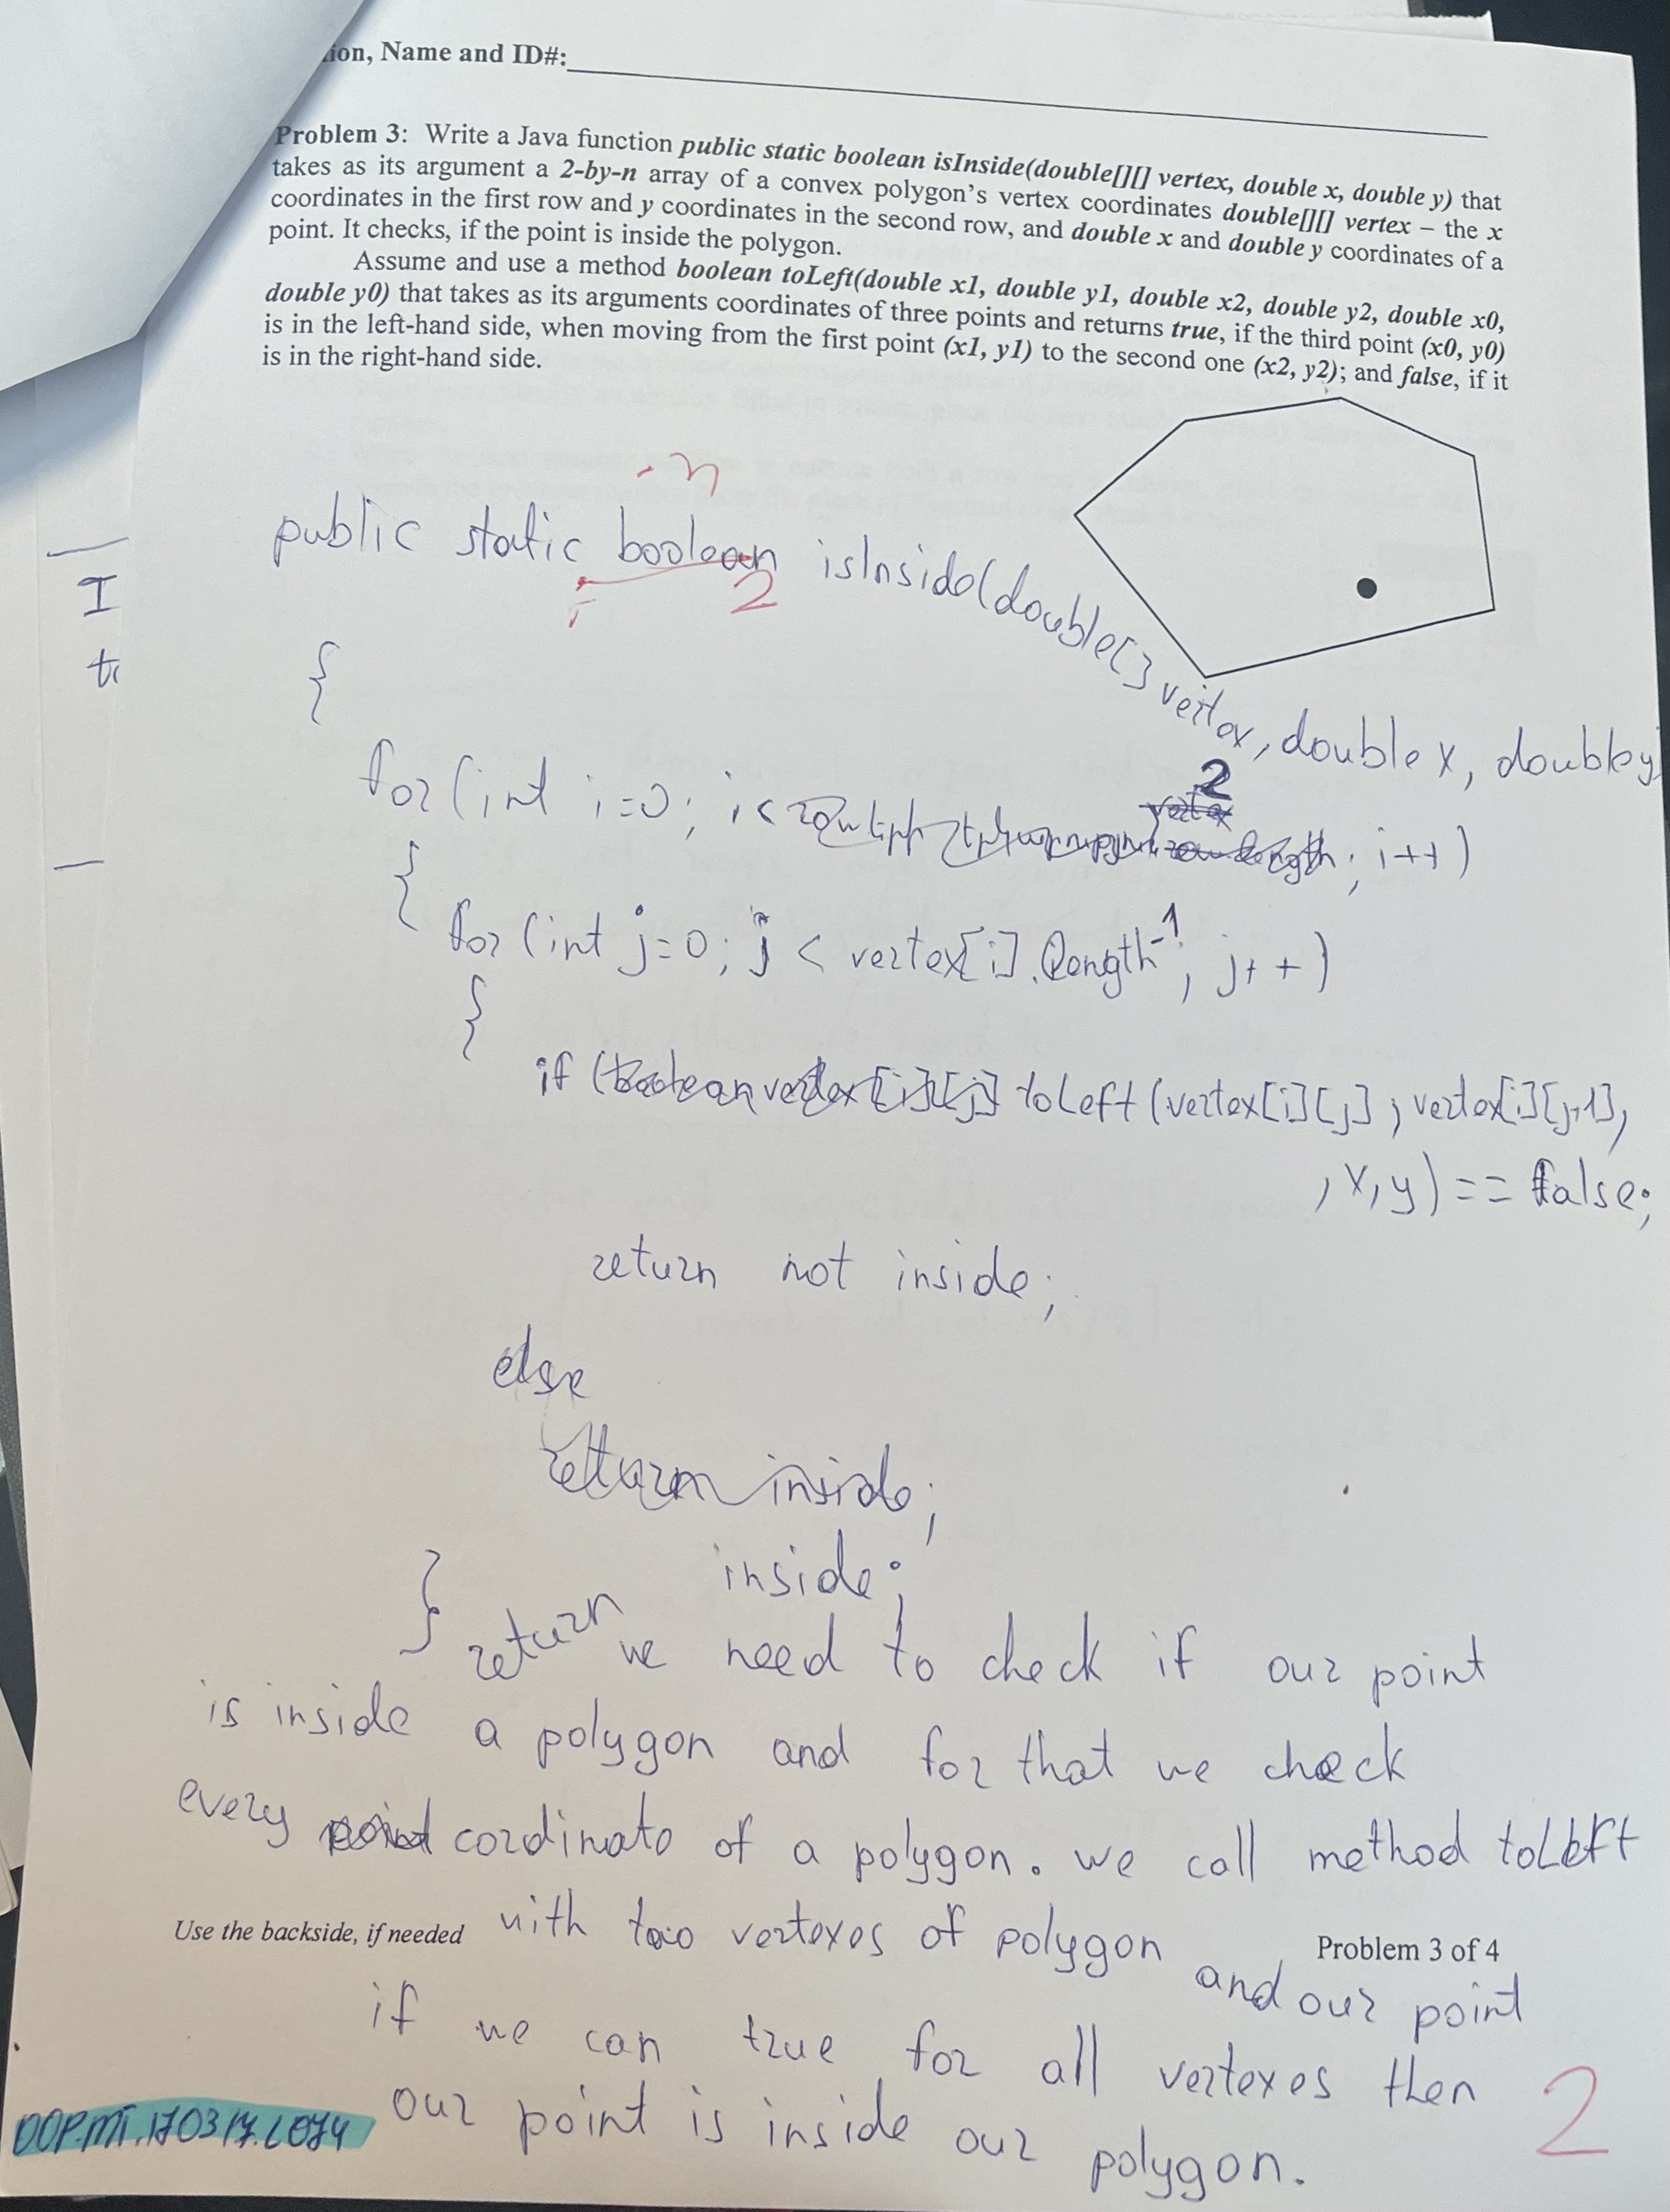 ion, Name and ID#:
Problem 3: Write a Java function public static boolean isInside(double[][] vertex, double x, double y) that
takes as its argument a 2-by-n array of a convex polygon's vertex coordinates double[][] vertex – the x
coordinates in the first row and y coordinates in the second row, and double x and double y coordinates of a
point. It checks, if the point is inside the polygon.
Assume and use a method boolean toLeft(double x1, double y1, double x2, double y2, double x0,
double y0) that takes as its arguments coordinates of three points and returns true, if the third point (x0, y0)
is in the left-hand side, when moving from the first point (x1, y1) to the second one (x2, y2); and false, if it
is in the right-hand side.
n
public static boolean isInside(double[] vertex, double x, double y
2
I
{
for (int i=0; i< 2; i++)
{
for (int j=0; j < vertex[i].length-1; j++)
{
if (boolean vertex[i][j] toLeft (vertex[i][j], vertex[i][j+1],
, x, y) == false;
return not inside;
else
return inside;
inside;
} return we need to check if our point
is inside a polygon and for that we check
every point cordinate of a polygon. we call method toLeft
Use the backside, if needed with two vertexes of polygon
Problem 3 of 4
and our point
if we can true for all vertexes then
our point is inside our polygon.
2